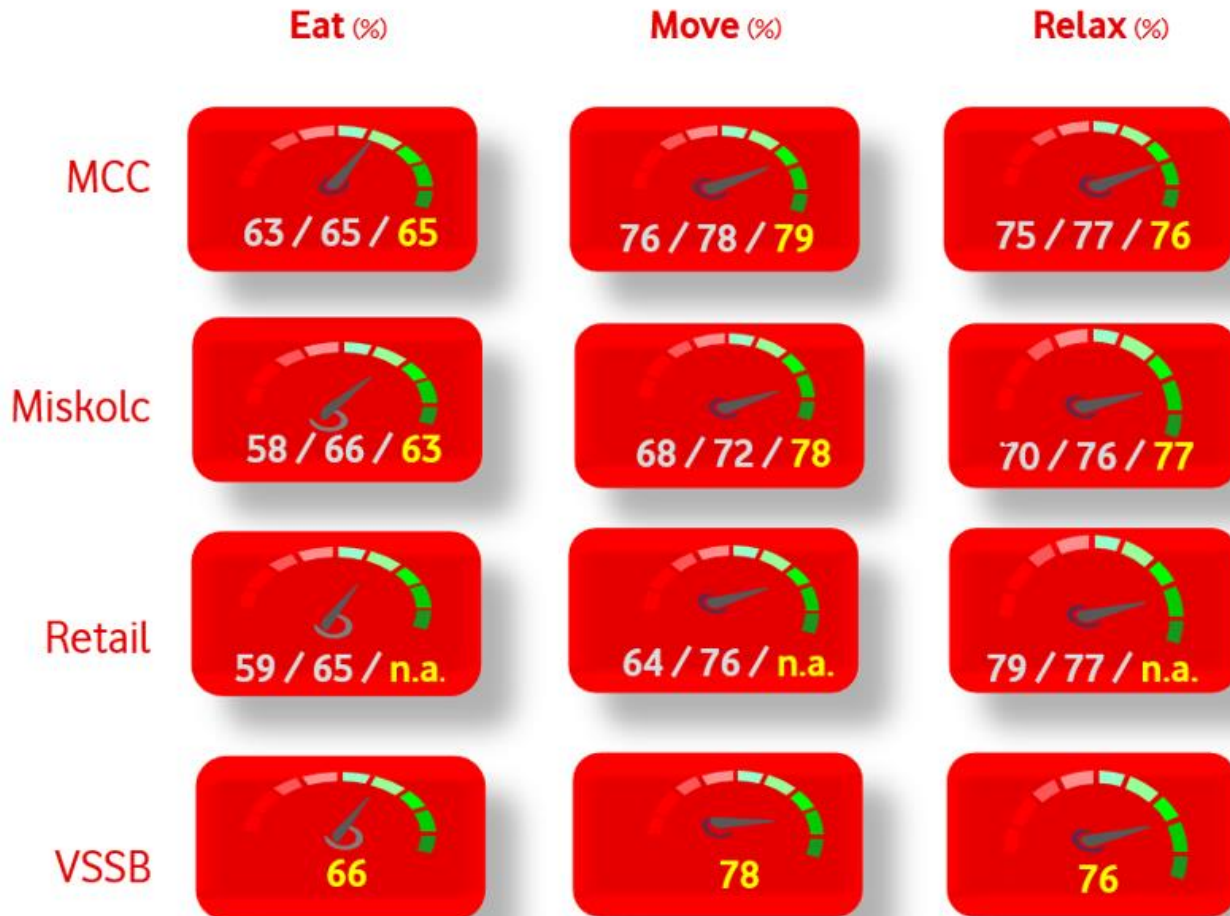 Eat (%) Move (%) Relax (%)
MCC
63 / 65 / 65 76 / 78 / 79 75 / 77 / 76
Miskolc
58 / 66 / 63 68 / 72 / 78 70 / 76 / 77
Retail
59 / 65 / n.a. 64 / 76 / n.a. 79 / 77 / n.a.
VSSB
66 78 76